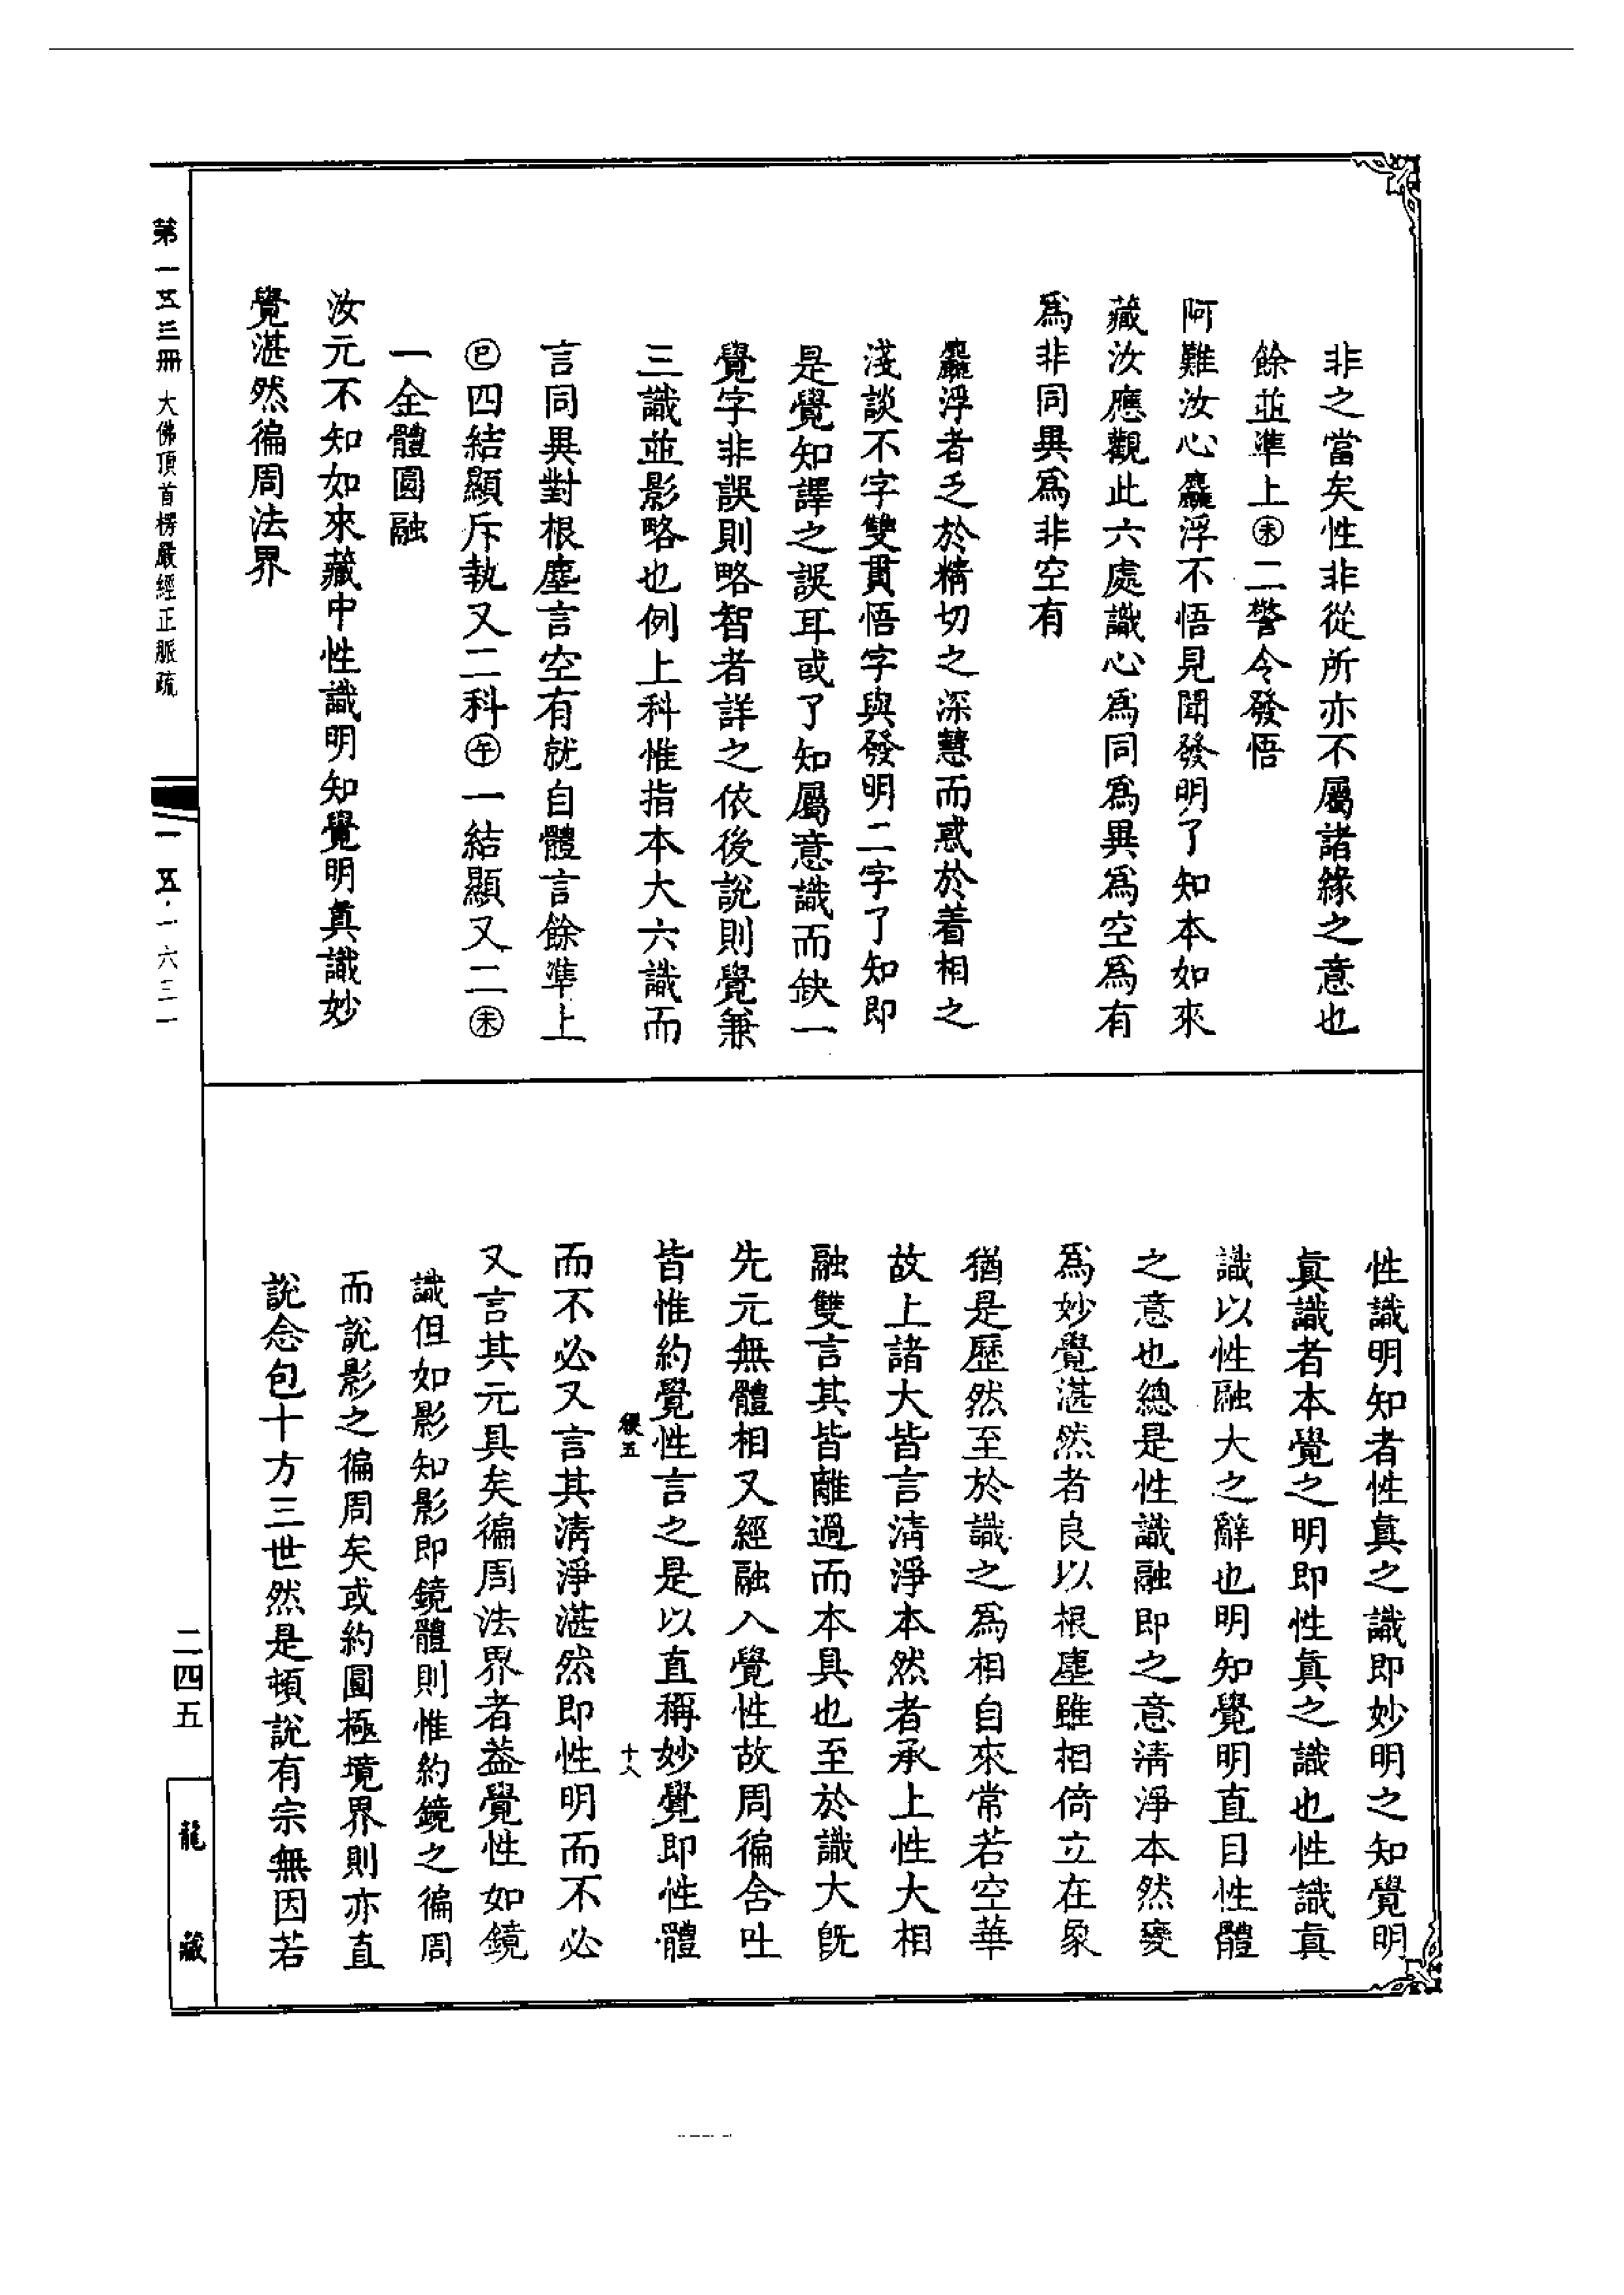 非之當矣性非從所亦不屬諸緣之意也
餘並準上㊍二警令發悟
阿難汝心麤浮不悟見聞發明了知本如來
藏汝應觀此六處識心為同為異為空為有
為非同異為非空有
麤浮者乏於精切之深慧而惑於着相之
淺談不字雙貫悟字與發明二字了知即
是覺知譯之誤耳或了知屬意識而缺一
覺字非誤則略智者詳之依後說則覺兼
三識並影略也例上科惟指本大六識而
言同異對根塵言空有就自體言餘準上
巳四結顯斥執又二科午一結顯又二未
一全體圓融
汝元不知如來藏中性識明知覺明真識妙
覺湛然徧周法界
性識明知者性真之識即妙明之知覺明
真識者本覺之明即性真之識也性識真
識以性融大之辭也明知覺明直目性體
之意也總是性識融即之意清淨本然變
為妙覺湛然者良以根塵雖相倚立在衆
猶是歷然至於識之為相自來常若空華
故上諸大皆言清淨本然者承上性大相
融雙言其皆離過而本具也至於識大既
先元無體相又經融入覺性故周徧含吐
皆惟約覺性言之是以直稱妙覺即性體
綴五
十八
而不必又言其清淨湛然即性明而不必
又言其元具矣徧周法界者葢覺性如鏡
識但如影知影即鏡體則惟約鏡之徧周
而說影之徧周矣或約圓極境界則亦直
說念包十方三世然是頓說有宗無因若
第一五三冊 大佛頂首楞嚴經正脈疏
一五·一六三一
二四五
龍藏